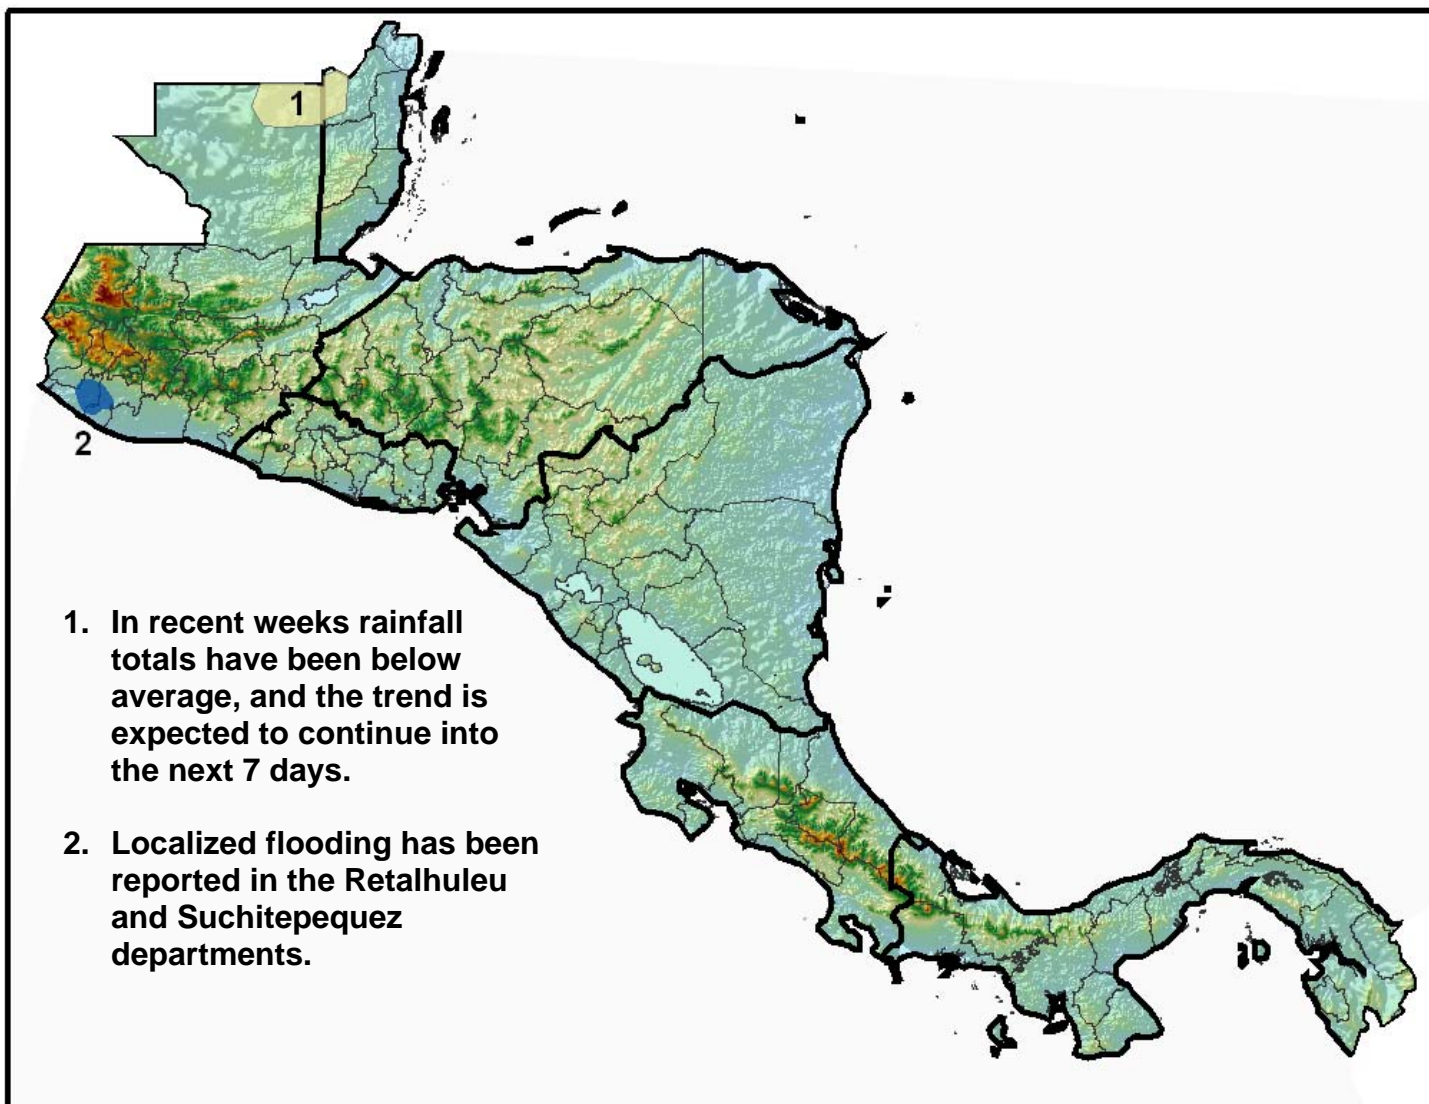 1
2
1. In recent weeks rainfall
totals have been below
average, and the trend is
expected to continue into
the next 7 days.
2. Localized flooding has been
reported in the Retalhuleu
and Suchitepequez
departments.